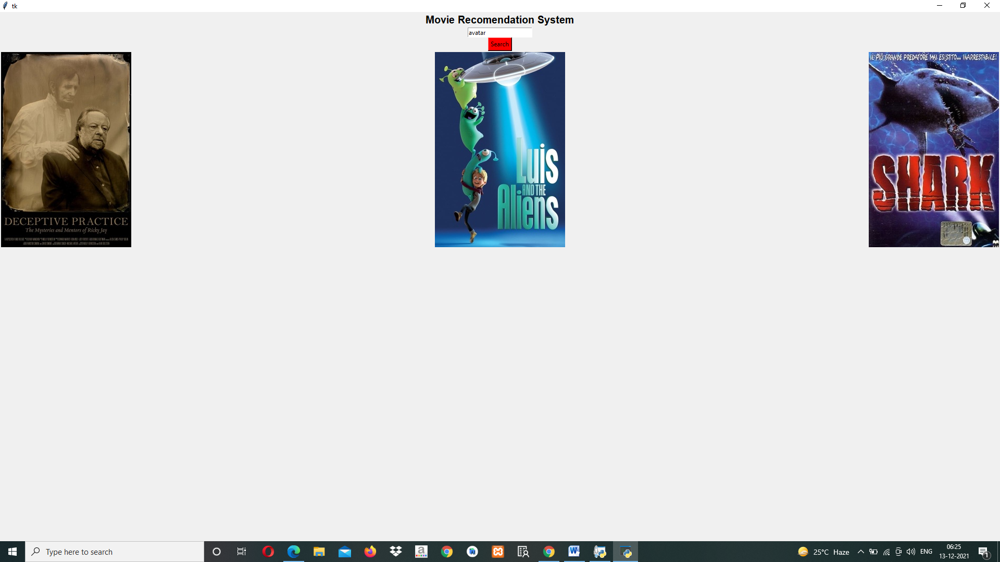 tk
Movie Recomendation System
avatar
Search
DECEPTIVE PRACTICE
The Mysteries and Mentors of Ricky Jay
Luis
AND THE
Aliens
IL PIÙ GRANDE PREDATORE MAI ESISTITO... INARRESTABILE!
SHARK
Type here to search
25°C Haze
ENG
06:25
13-12-2021
1